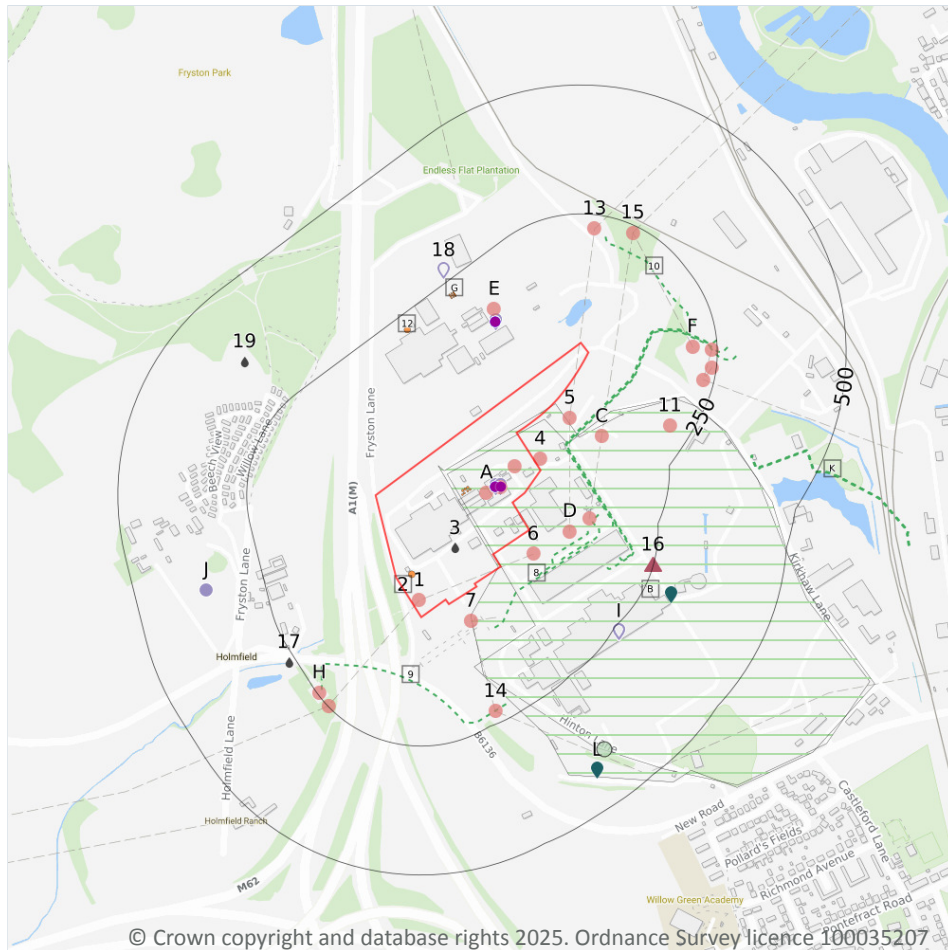 Fryston Park
Endless Flat Plantation
13
15
18
10
G
E
12
F
19
500
5
C
11
250
4
Fryston Lane
Beech View
Willow Lane
A
K
A1(M)
3
D
6
16
8
J
2
1
B
Kirkhaw Lane
I
7
Fryston Lane
17
Holmfield
H
9
14
Hinton Lane
B6136
L
Holmfield Lane
Castleford Lane
New Road
Pollard's Fields
Holmfield Ranch
Richmond Avenue
M62
Willow Green Academy
Pontefract Road
© Crown copyright and database rights 2025. Ordnance Survey licence 100035207